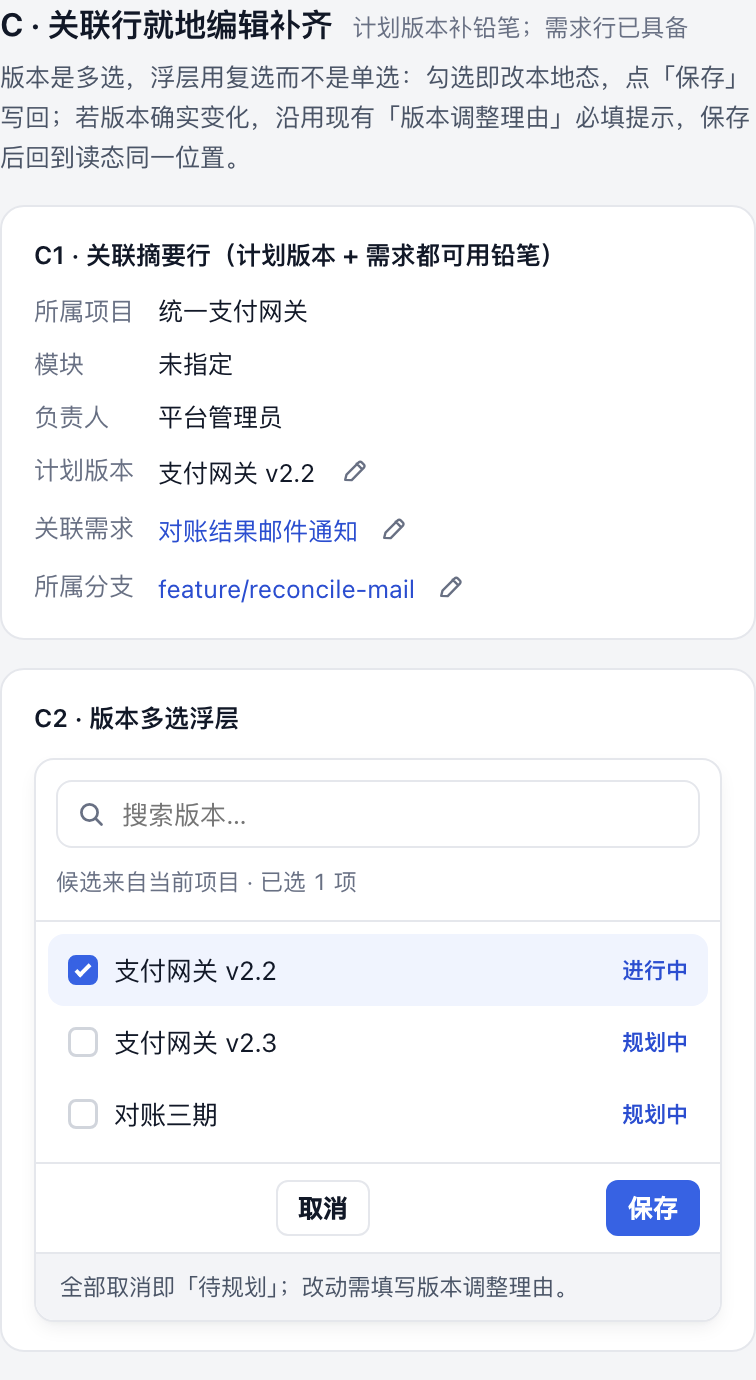 C · 关联行就地编辑补齐 计划版本补铅笔；需求行已具备
版本是多选，浮层用复选而不是单选：勾选即改本地态，点「保存」
写回；若版本确实变化，沿用现有「版本调整理由」必填提示，保存
后回到读态同一位置。
C1 · 关联摘要行（计划版本 + 需求都可用铅笔）
所属项目 统一支付网关
模块 未指定
负责人 平台管理员
计划版本 支付网关 v2.2
关联需求 对账结果邮件通知
所属分支 feature/reconcile-mail
C2 · 版本多选浮层
搜索版本...
候选来自当前项目 · 已选 1 项
支付网关 v2.2 进行中
支付网关 v2.3 规划中
对账三期 规划中
取消 保存
全部取消即「待规划」；改动需填写版本调整理由。